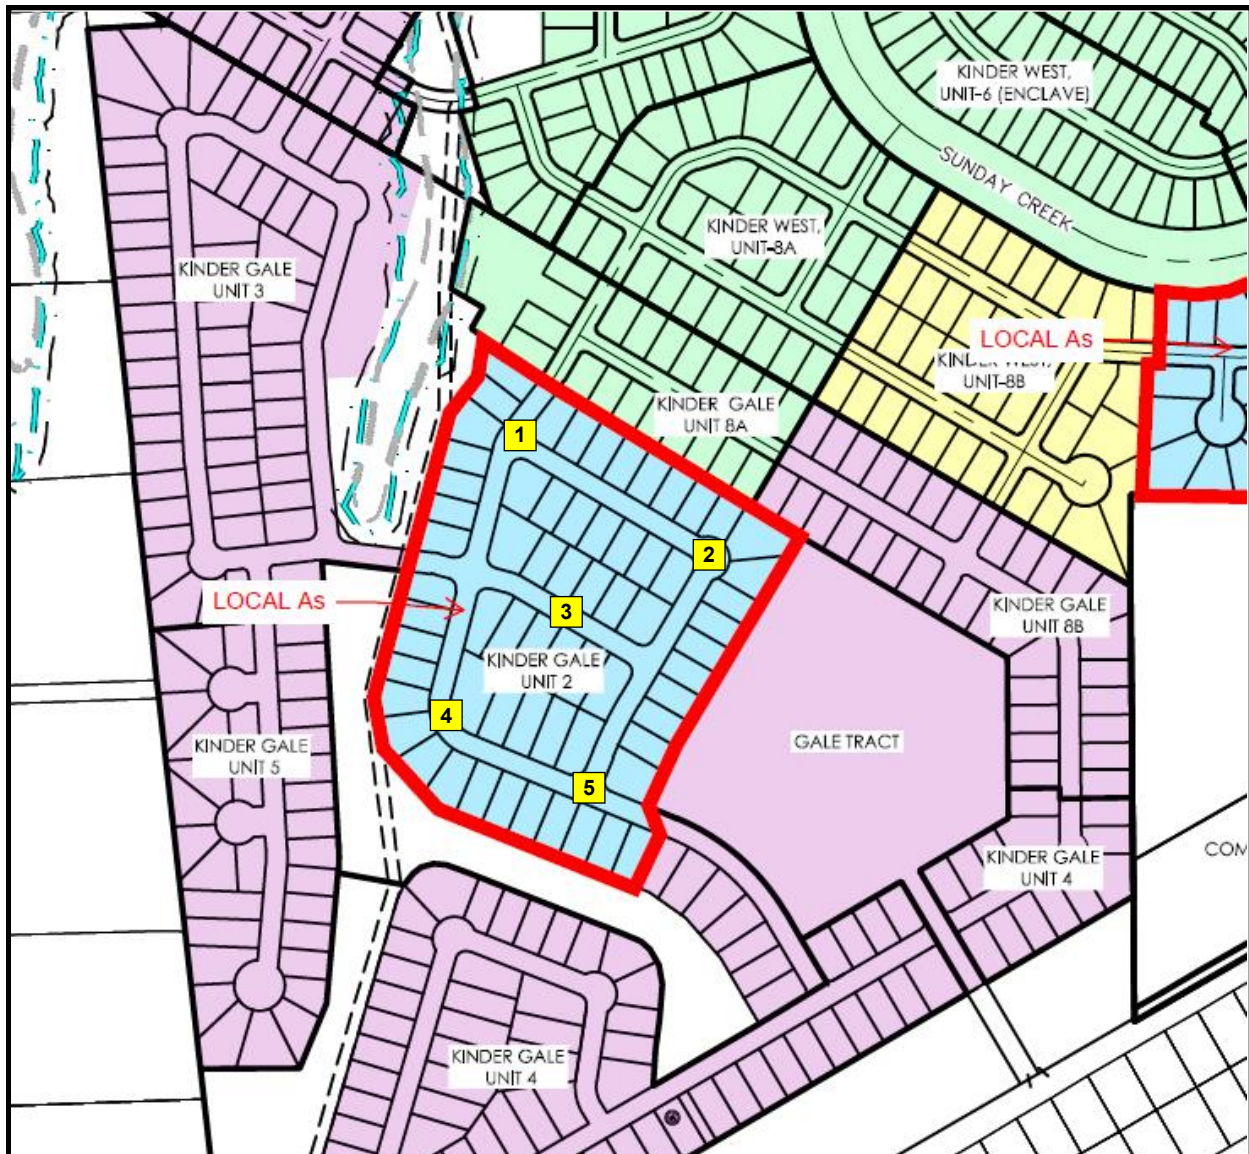 KINDER WEST,
UNIT-6 (ENCLAVE)
SUNDAY CREEK
KINDER WEST,
UNIT-8A
KINDER GALE
UNIT 3
LOCAL As
KINDER WEST,
UNIT-8B
KINDER GALE
UNIT 8A
1
2
3
LOCAL As
KINDER GALE
UNIT 8B
KINDER GALE
UNIT 2
4
GALE TRACT
KINDER GALE
UNIT 5
5
COM
KINDER GALE
UNIT 4
KINDER GALE
UNIT 4